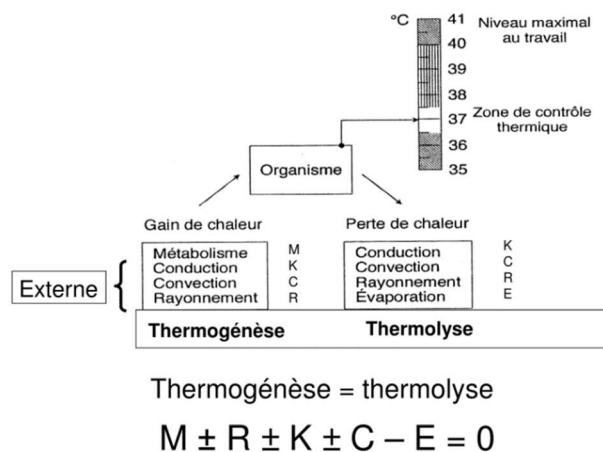 °C
41
40
39
38
37
36
35
Niveau maximal
au travail
Zone de contrôle
thermique
Organisme
Gain de chaleur
Perte de chaleur
Externe
Métabolisme M
Conduction K
Convection C
Rayonnement R
Conduction K
Convection C
Rayonnement R
Évaporation E
Thermogénèse
Thermolyse
Thermogénèse = thermolyse
M ± R ± K ± C – E = 0